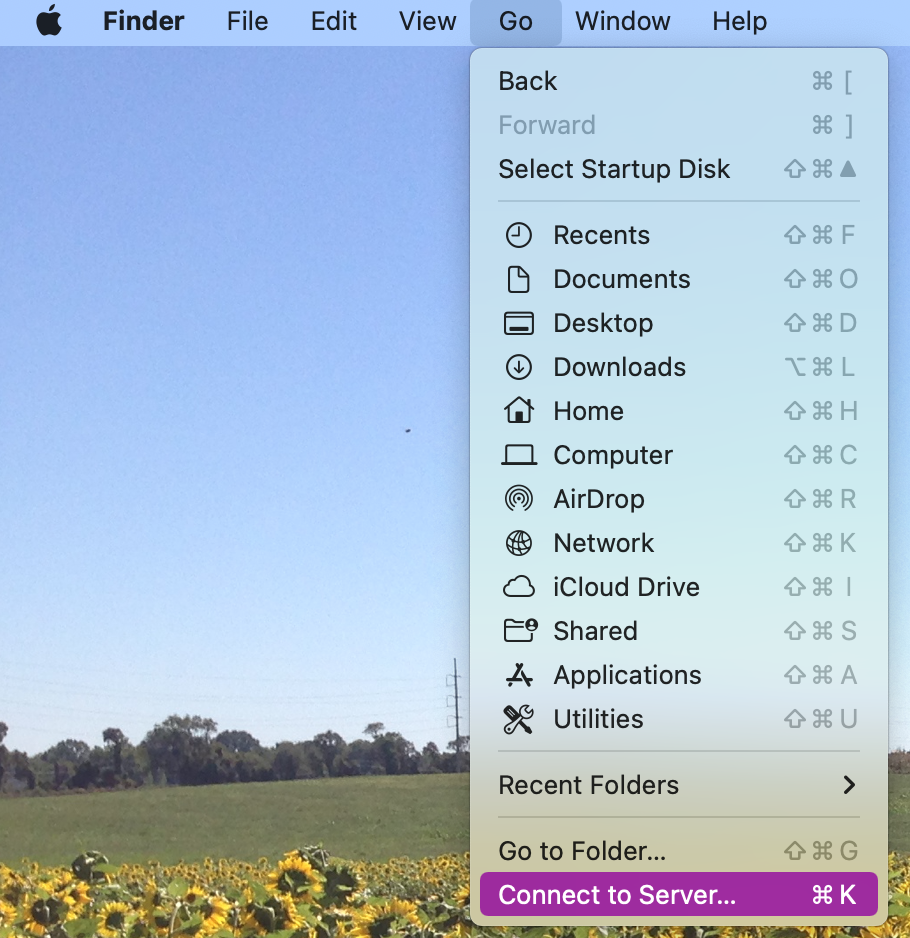 Finder File Edit View Go Window Help
Back ⌘ [
Forward ⌘ ]
Select Startup Disk ⇧ ⌘ ▲
Recents ⇧ ⌘ F
Documents ⇧ ⌘ O
Desktop ⇧ ⌘ D
Downloads ⌥ ⌘ L
Home ⇧ ⌘ H
Computer ⇧ ⌘ C
AirDrop ⇧ ⌘ R
Network ⇧ ⌘ K
iCloud Drive ⇧ ⌘ I
Shared ⇧ ⌘ S
Applications ⇧ ⌘ A
Utilities ⇧ ⌘ U
Recent Folders
Go to Folder... ⇧ ⌘ G
Connect to Server... ⌘ K